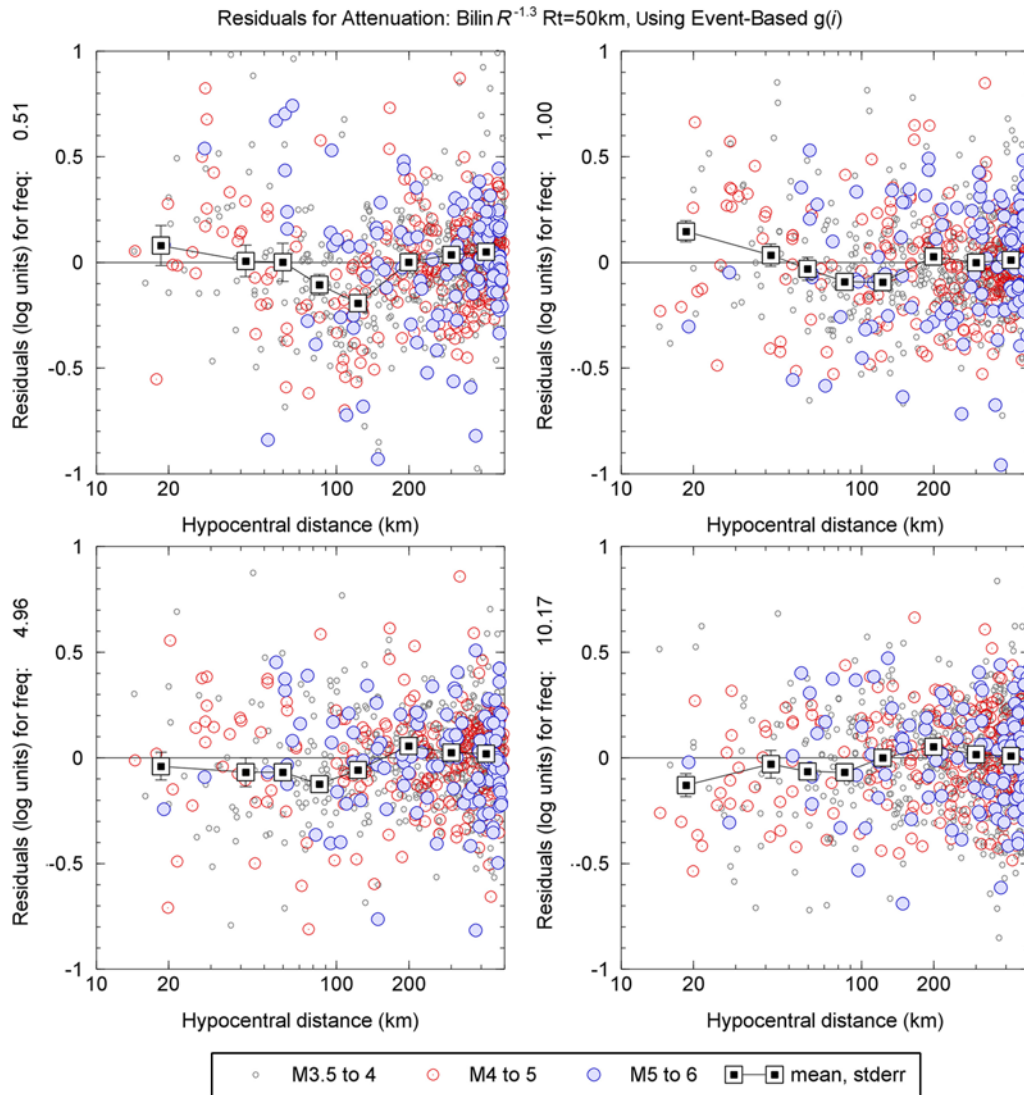 Residuals for Attenuation: Bilin R^-1.3 Rt=50km, Using Event-Based g(i)
Residuals (log units) for freq: 0.51
1
0.5
0
-0.5
-1
10 20 100 200
Hypocentral distance (km)
Residuals (log units) for freq: 1.00
1
0.5
0
-0.5
-1
10 20 100 200
Hypocentral distance (km)
Residuals (log units) for freq: 4.96
1
0.5
0
-0.5
-1
10 20 100 200
Hypocentral distance (km)
Residuals (log units) for freq: 10.17
1
0.5
0
-0.5
-1
10 20 100 200
Hypocentral distance (km)
M3.5 to 4 M4 to 5 M5 to 6 mean, stderr